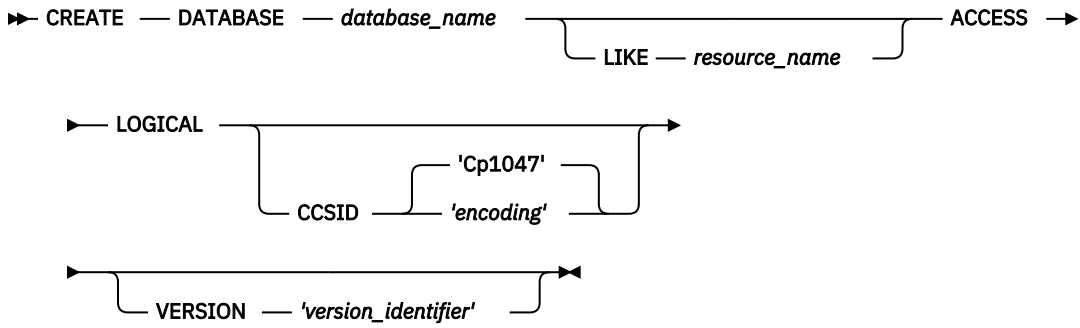 CREATE DATABASE database_name ACCESS
LIKE resource_name
LOGICAL
'Cp1047'
CCSID 'encoding'
VERSION 'version_identifier'